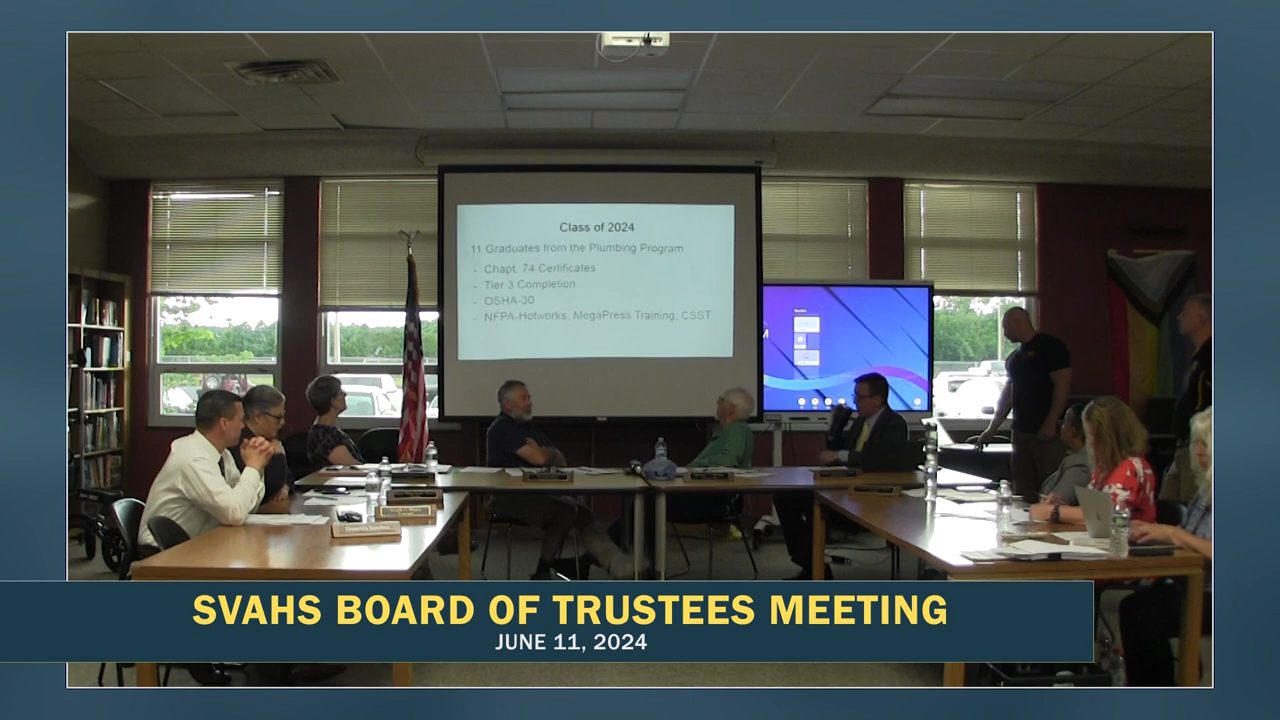 Class of 2024
11 Graduates from the Plumbing Program
- Chapt. 74 Certificates
- Tier 3 Completion
- OSHA-30
- NFPA-Hotworks, MegaPress Training, CSST
SVAHS BOARD OF TRUSTEES MEETING
JUNE 11, 2024